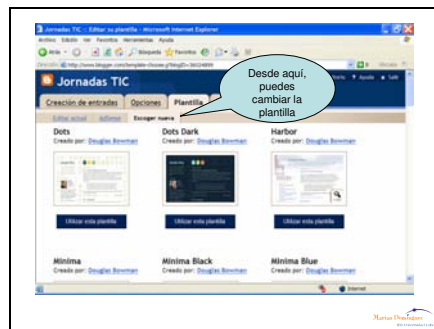 Jornadas TIC :: Editar su plantilla - Microsoft Internet Explorer
Archivo Edición Ver Favoritos Herramientas Ayuda
Atrás Búsqueda Favoritos
Jornadas TIC
Ayuda Salir
Desde aquí,
puedes
cambiar la
plantilla
Creación de entradas Opciones Plantilla
Editar actual AdSense Escoger nueva
Dots Dots Dark Harbor
Creado por: Douglas Bowman Creado por: Douglas Bowman Creado por: Douglas Bowman
Utilizar esta plantilla Utilizar esta plantilla Utilizar esta plantilla
Minima Minima Black Minima Blue
Creado por: Douglas Bowman Creado por: Douglas Bowman Creado por: Douglas Bowman
Internet